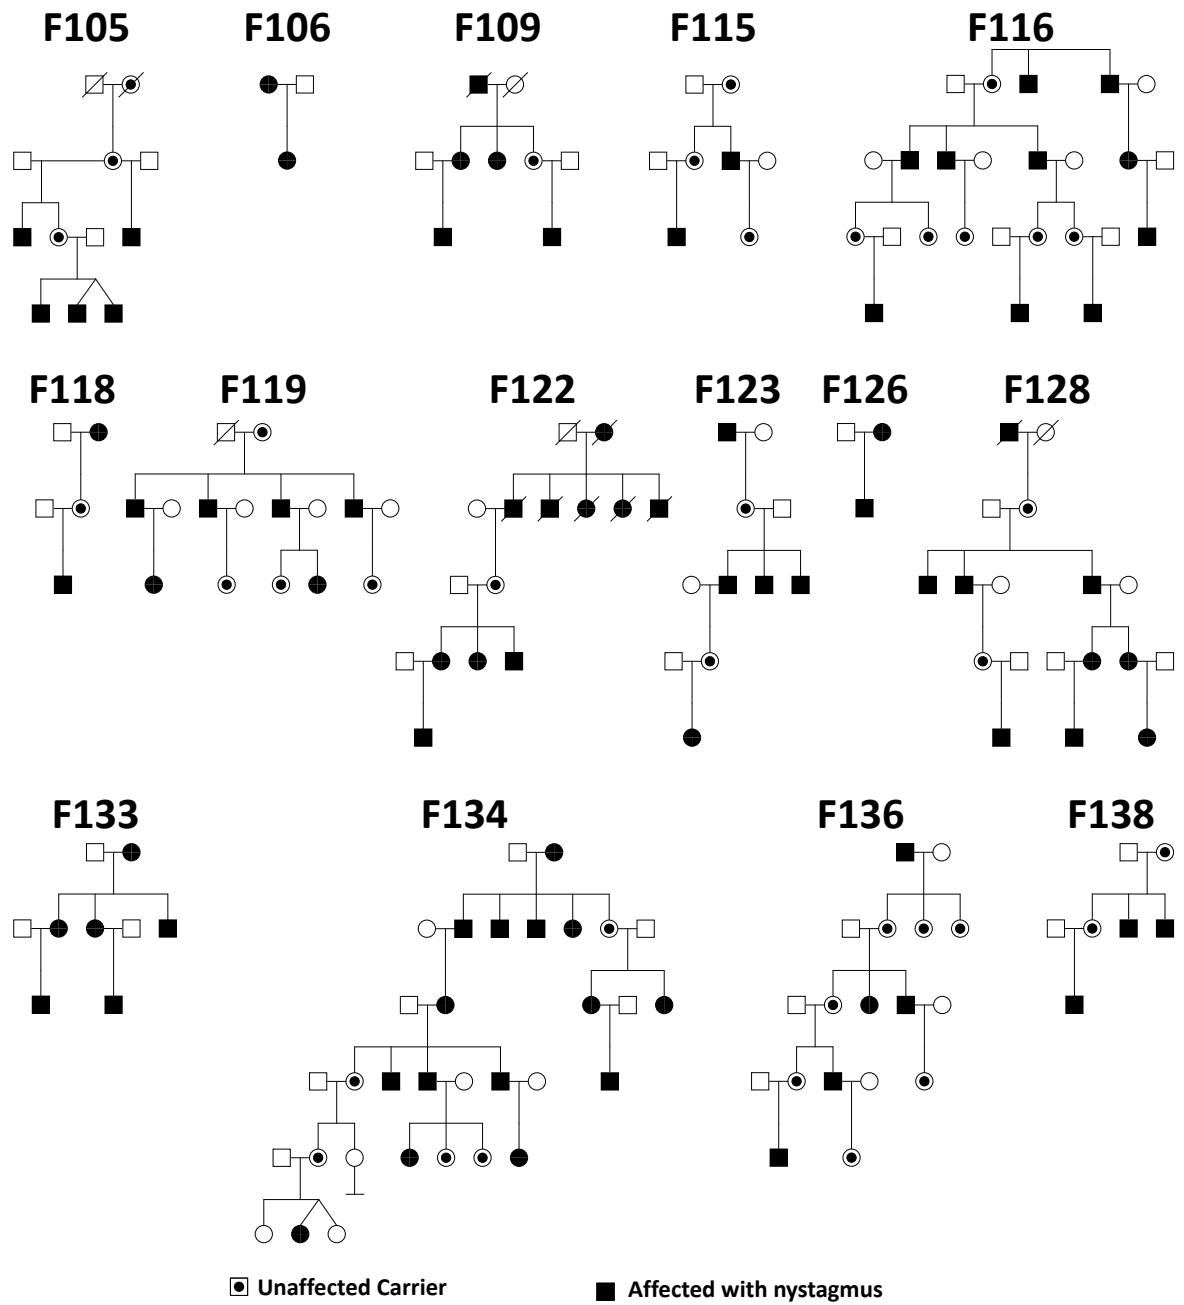 F105 F106 F109 F115 F116
F118 F119 F122 F123 F126 F128
F133 F134 F136 F138
Unaffected Carrier Affected with nystagmus